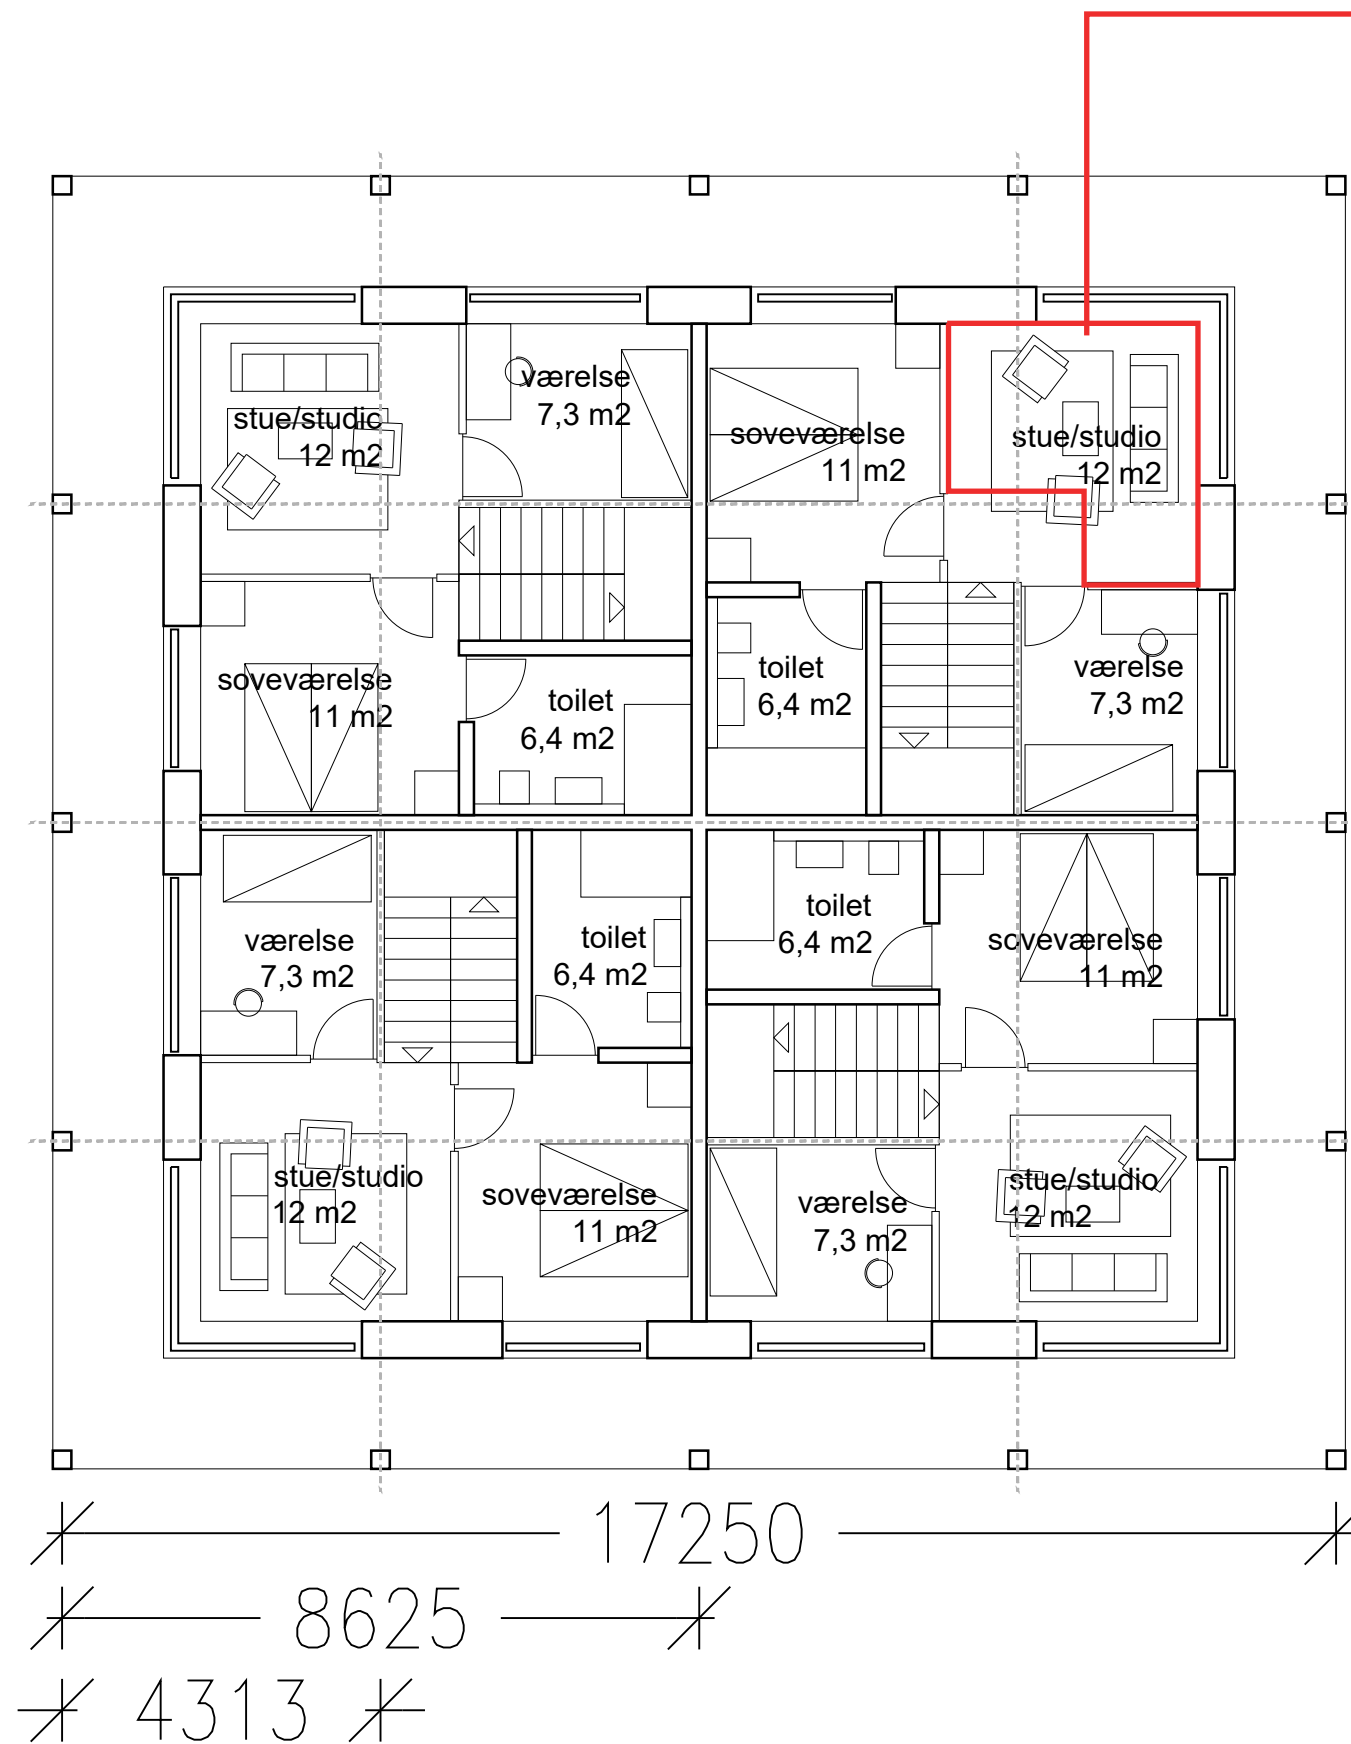 værelse
7,3 m2
stue/studio
12 m2
soveværelse
11 m2
stue/studio
12 m2
soveværelse
11 m2
toilet
6,4 m2
toilet
6,4 m2
værelse
7,3 m2
værelse
7,3 m2
toilet
6,4 m2
toilet
6,4 m2
soveværelse
11 m2
stue/studio
12 m2
soveværelse
11 m2
værelse
7,3 m2
stue/studio
12 m2
17250
8625
4313